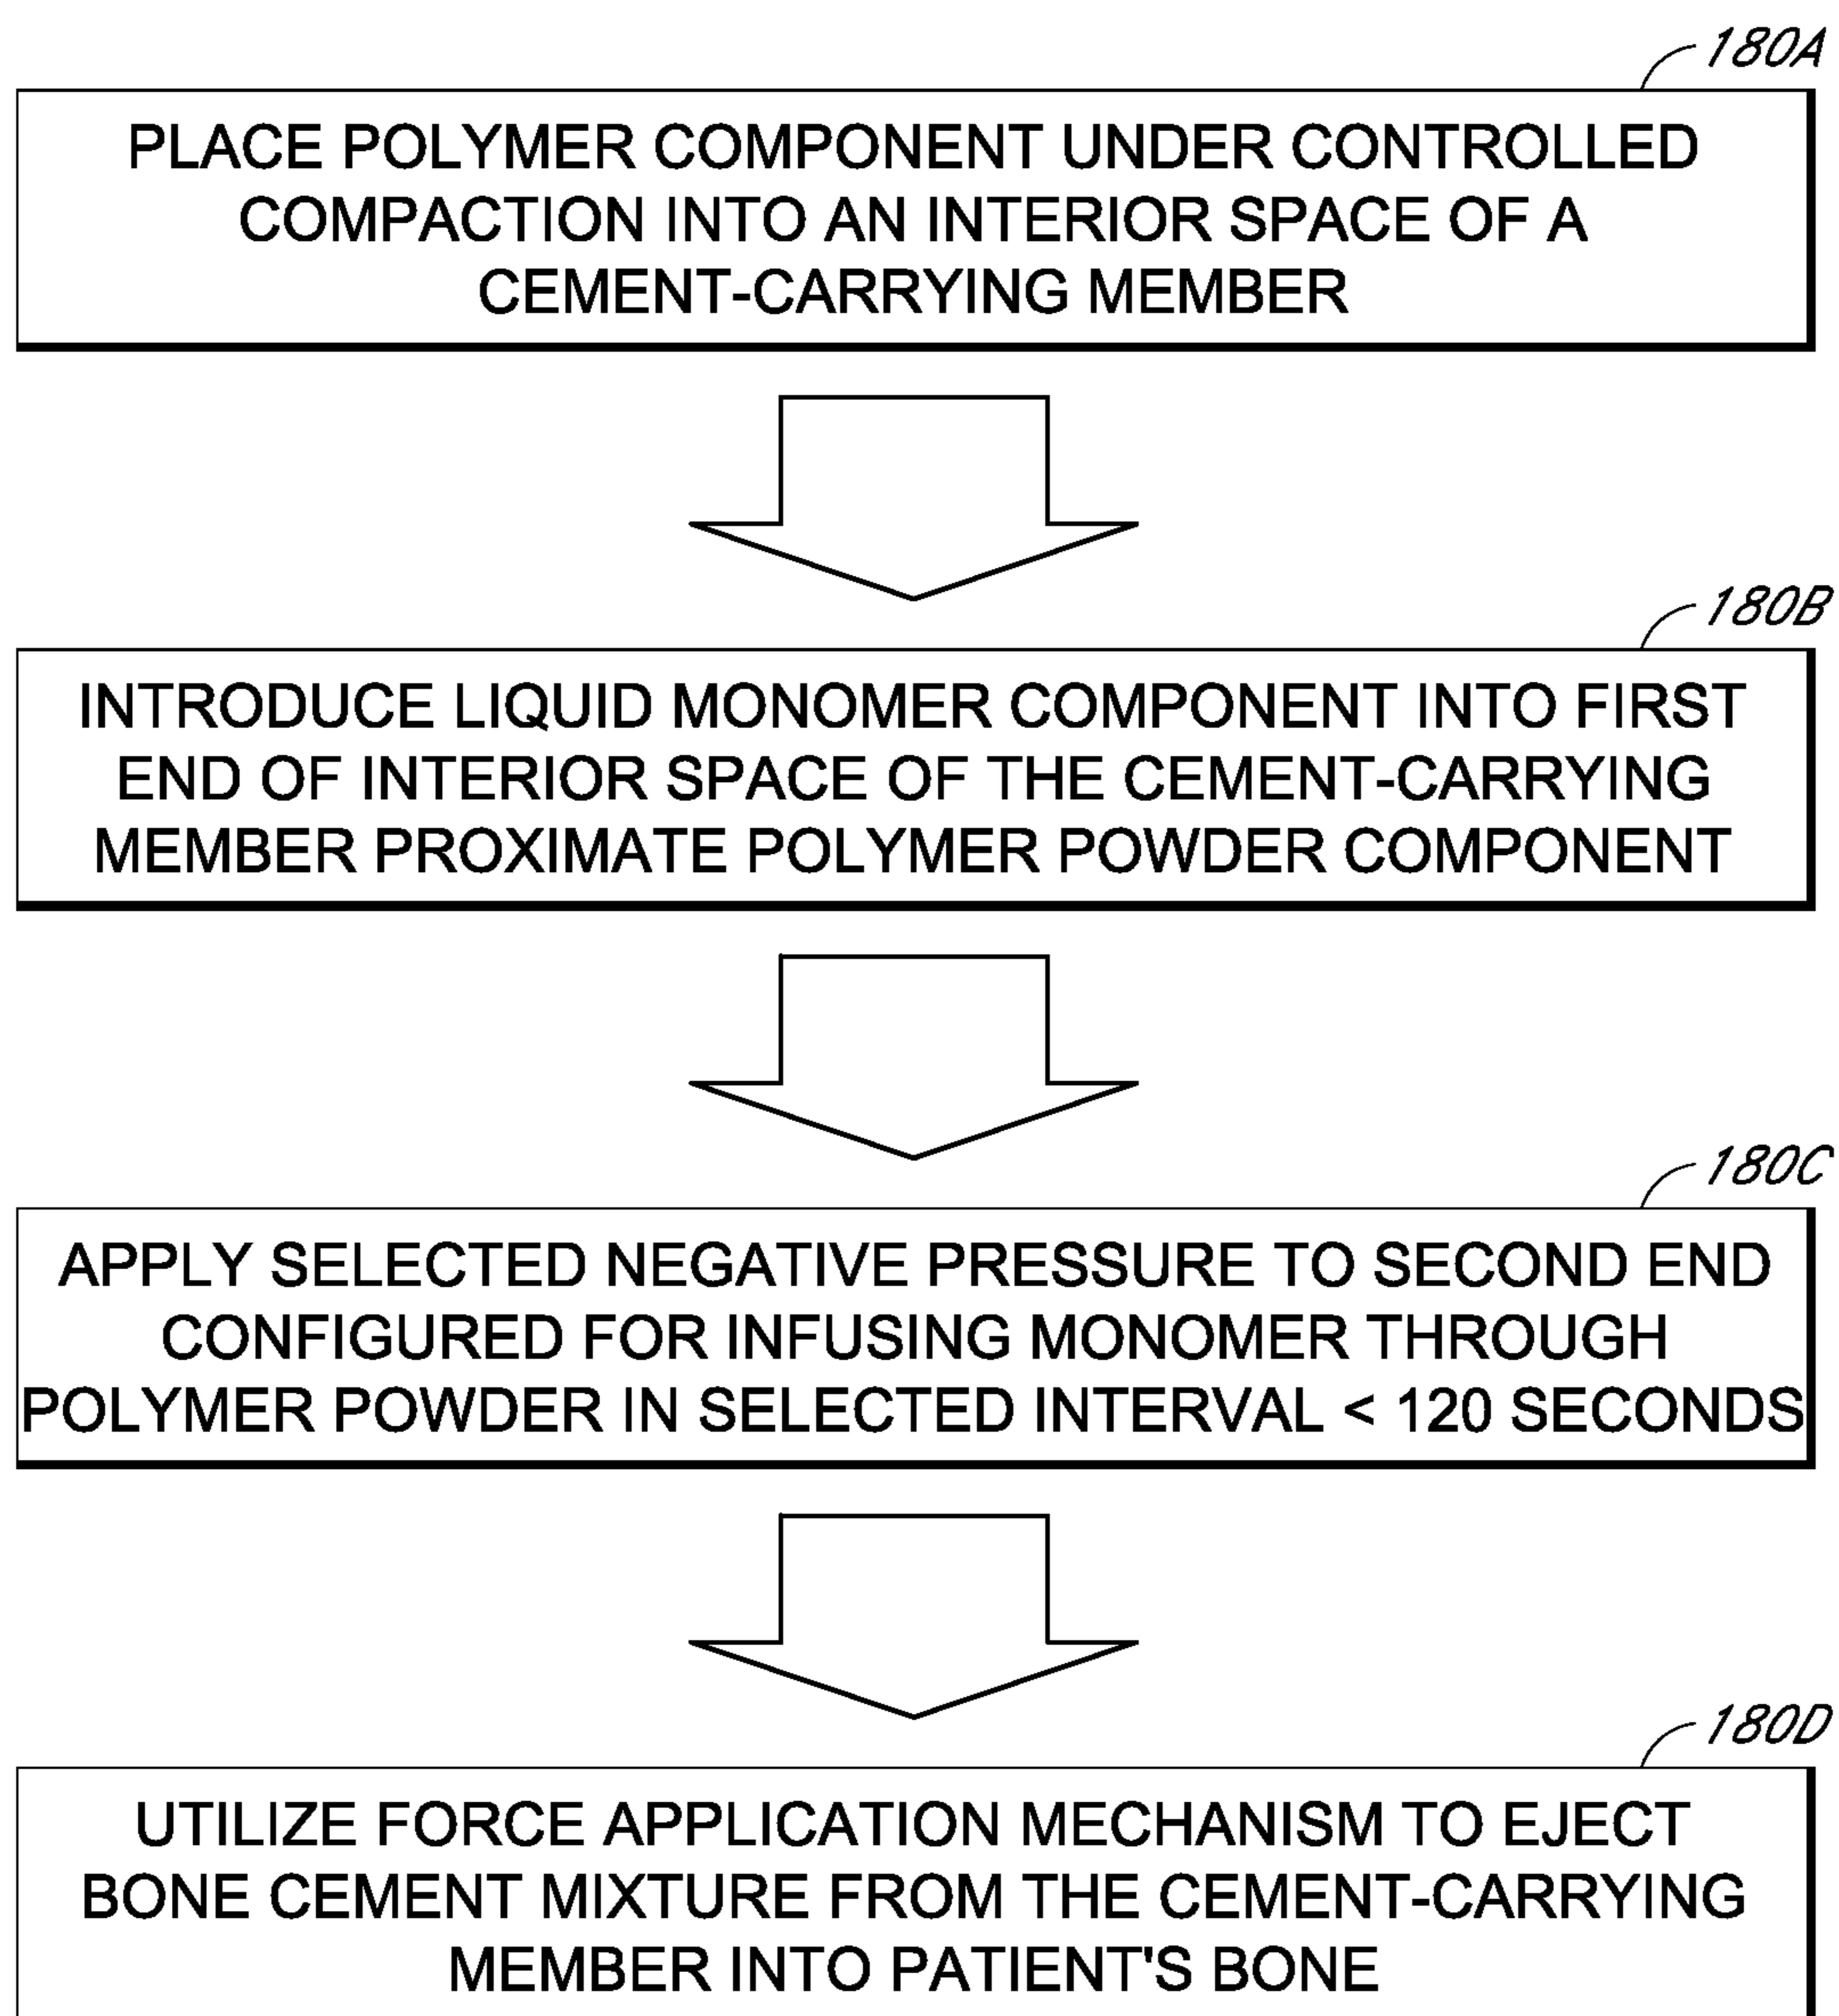 180A
PLACE POLYMER COMPONENT UNDER CONTROLLED
COMPACTION INTO AN INTERIOR SPACE OF A
CEMENT-CARRYING MEMBER
180B
INTRODUCE LIQUID MONOMER COMPONENT INTO FIRST
END OF INTERIOR SPACE OF THE CEMENT-CARRYING
MEMBER PROXIMATE POLYMER POWDER COMPONENT
180C
APPLY SELECTED NEGATIVE PRESSURE TO SECOND END
CONFIGURED FOR INFUSING MONOMER THROUGH
POLYMER POWDER IN SELECTED INTERVAL < 120 SECONDS
180D
UTILIZE FORCE APPLICATION MECHANISM TO EJECT
BONE CEMENT MIXTURE FROM THE CEMENT-CARRYING
MEMBER INTO PATIENT'S BONE